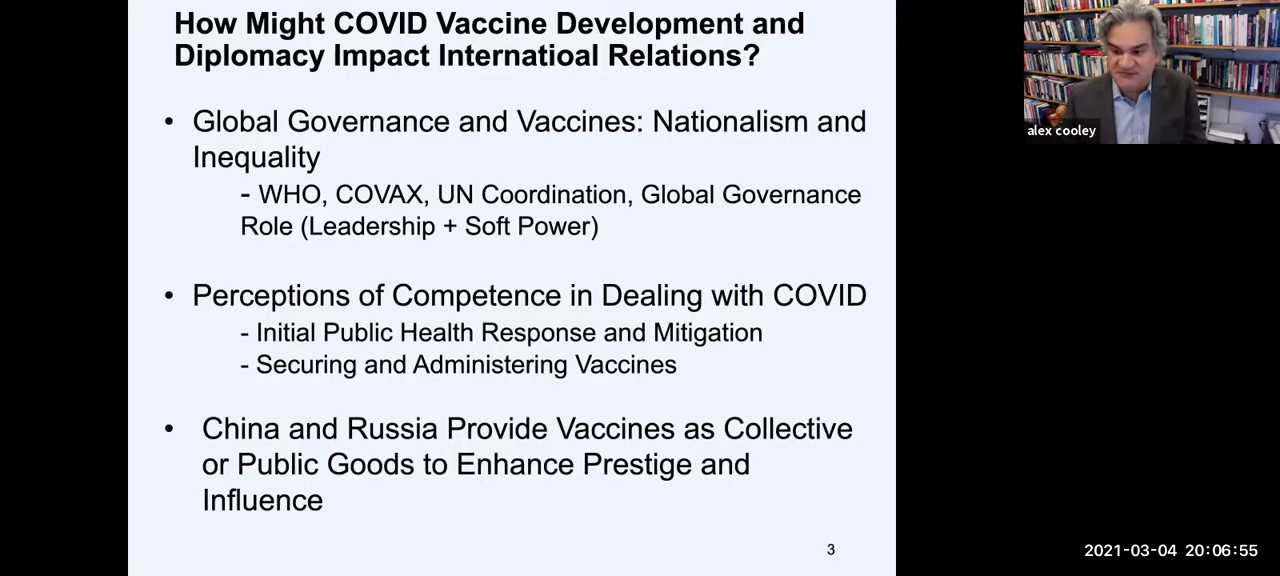 How Might COVID Vaccine Development and
Diplomacy Impact Internatioal Relations?
• Global Governance and Vaccines: Nationalism and
Inequality
- WHO, COVAX, UN Coordination, Global Governance
Role (Leadership + Soft Power)
• Perceptions of Competence in Dealing with COVID
- Initial Public Health Response and Mitigation
- Securing and Administering Vaccines
• China and Russia Provide Vaccines as Collective
or Public Goods to Enhance Prestige and
Influence
3
alex cooley
2021-03-04 20:06:55